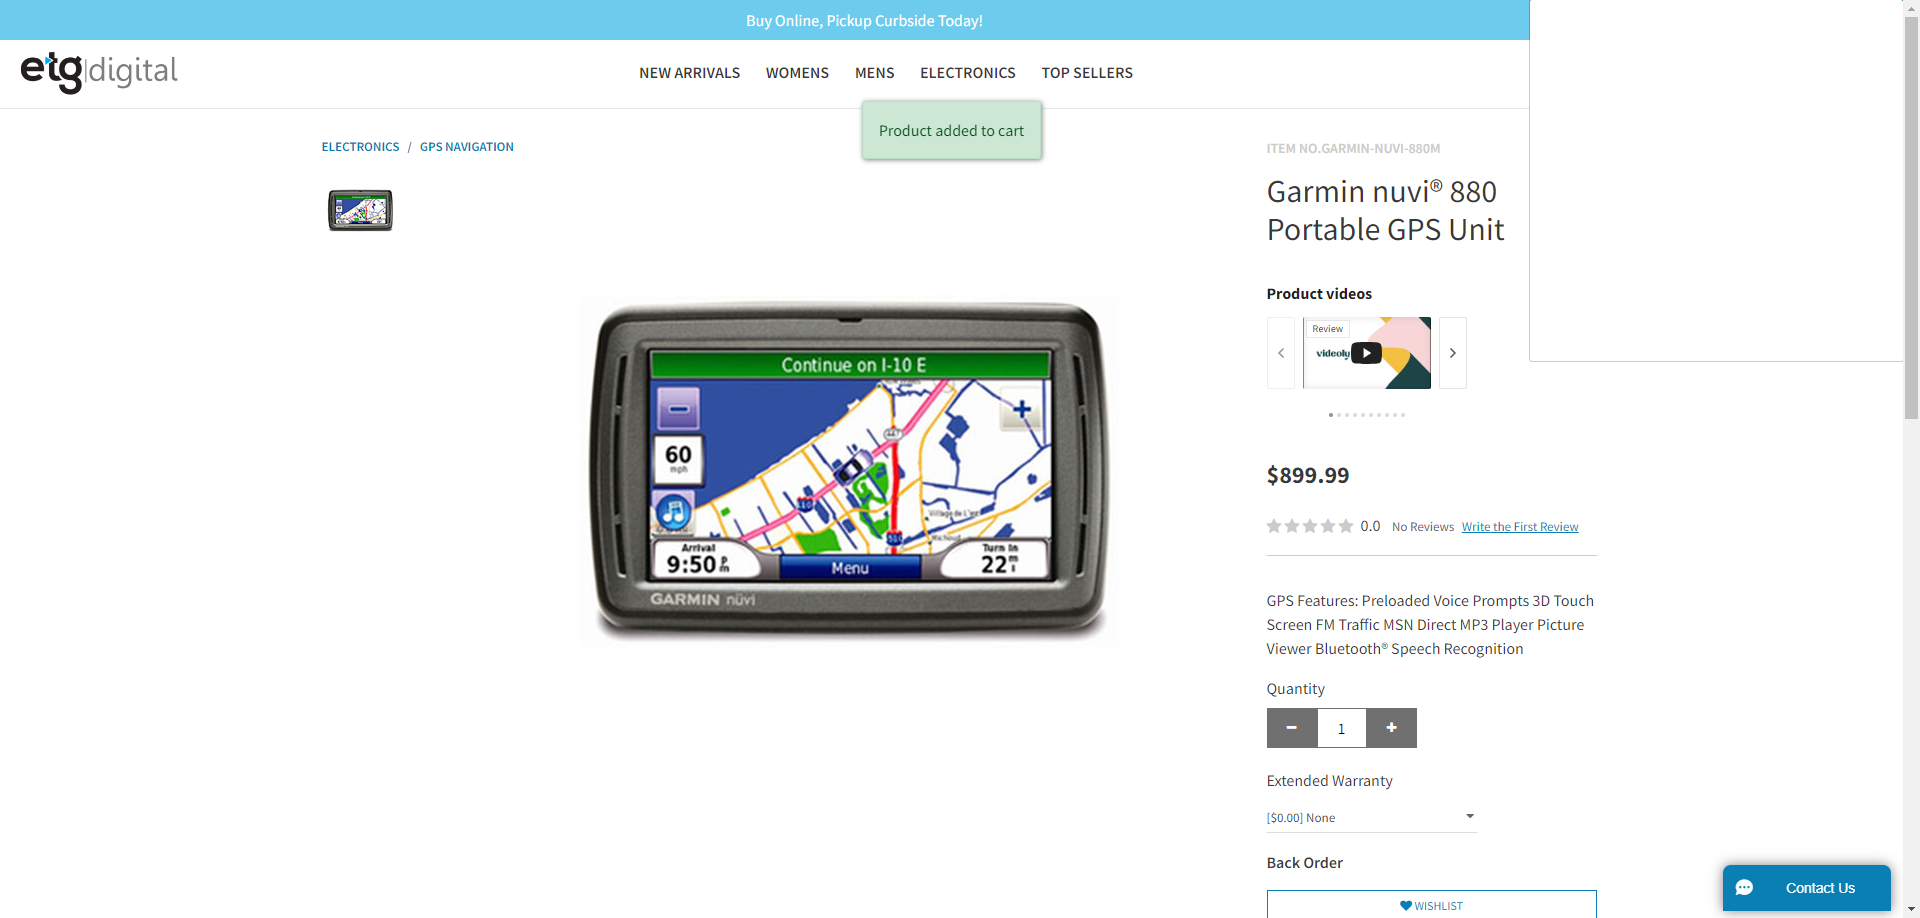 Buy Online, Pickup Curbside Today!
etg|digital
NEW ARRIVALS WOMENS MENS ELECTRONICS TOP SELLERS
Product added to cart
ELECTRONICS / GPS NAVIGATION
ITEM NO.GARMIN-NUVI-880M
Garmin nuvi® 880
Portable GPS Unit
Product videos
Review
videoly
Continue on I-10 E
60
mph
Arrival
9:50 pm
Menu
Turn In
22 mi
GARMIN nüvi
$899.99
0.0 No Reviews Write the First Review
GPS Features: Preloaded Voice Prompts 3D Touch
Screen FM Traffic MSN Direct MP3 Player Picture
Viewer Bluetooth® Speech Recognition
Quantity
− 1 +
Extended Warranty
[$0.00] None
Back Order
WISHLIST
Contact Us